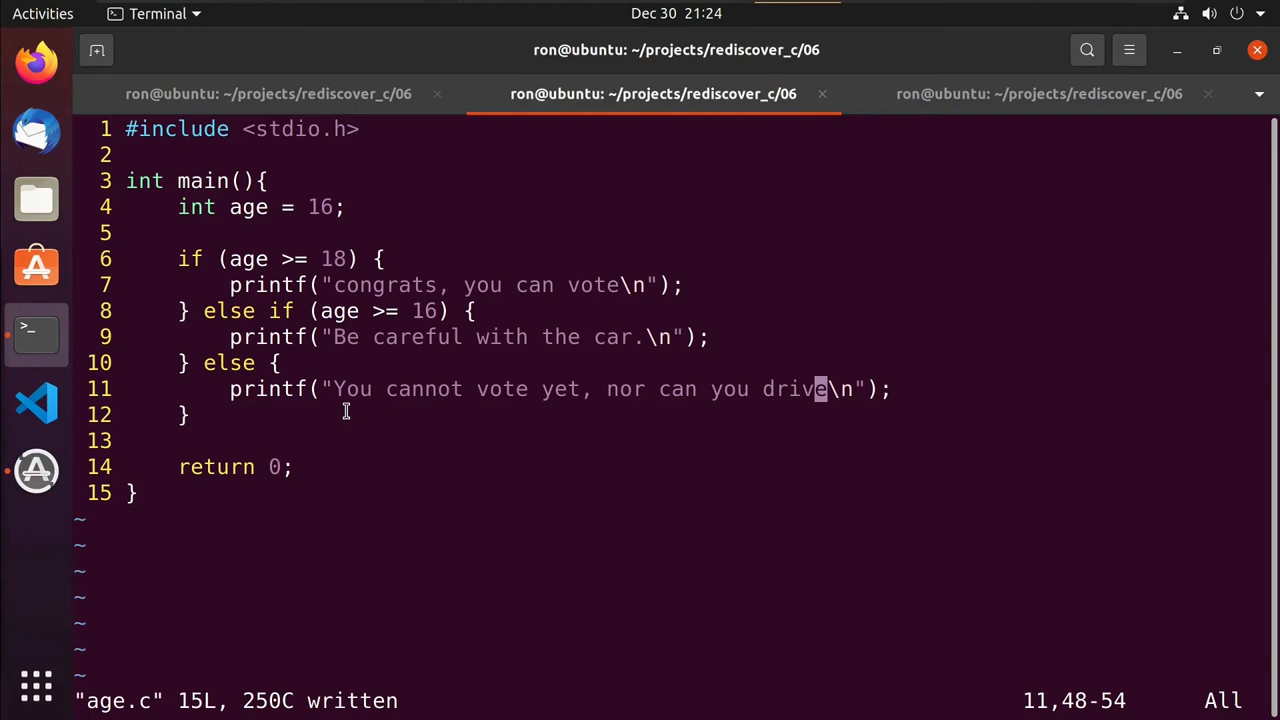 Activities Terminal Dec 30 21:24
ron@ubuntu: ~/projects/rediscover_c/06
ron@ubuntu: ~/projects/rediscover_c/06 × ron@ubuntu: ~/projects/rediscover_c/06 × ron@ubuntu: ~/projects/rediscover_c/06 ×
1 #include <stdio.h>
2
3 int main(){
4     int age = 16;
5
6     if (age >= 18) {
7         printf("congrats, you can vote\n");
8     } else if (age >= 16) {
9         printf("Be careful with the car.\n");
10     } else {
11         printf("You cannot vote yet, nor can you drive\n");
12     }
13
14     return 0;
15 }
~
~
~
~
~
~
~
"age.c" 15L, 250C written 11,48-54 All